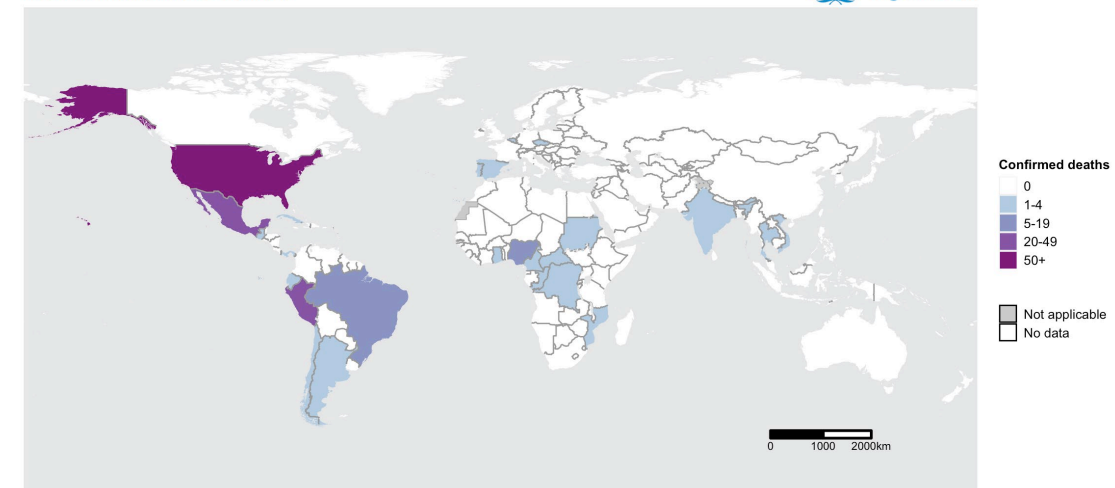 Confirmed deaths
0
1-4
5-19
20-49
50+
Not applicable
No data
0 1000 2000km